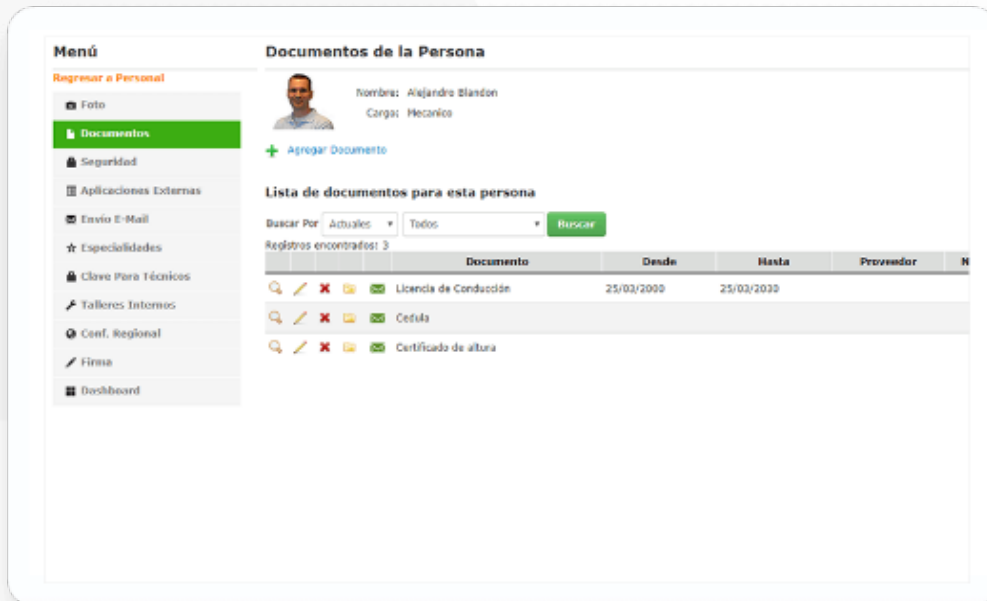 Menú
Regresar a Personal
Foto
Documentos
Seguridad
Aplicaciones Externas
Envío E-Mail
Especialidades
Clave Para Técnicos
Talleres Internos
Conf. Regional
Firma
Dashboard
Documentos de la Persona
Nombre: Alejandro Blandon
Cargo: Mecanico
Agregar Documento
Lista de documentos para esta persona
Buscar Por Actuales Todos Buscar
Registros encontrados: 3
Documento Desde Hasta Proveedor N
Licencia de Conducción 25/03/2000 25/03/2030
Cedula
Certificado de altura